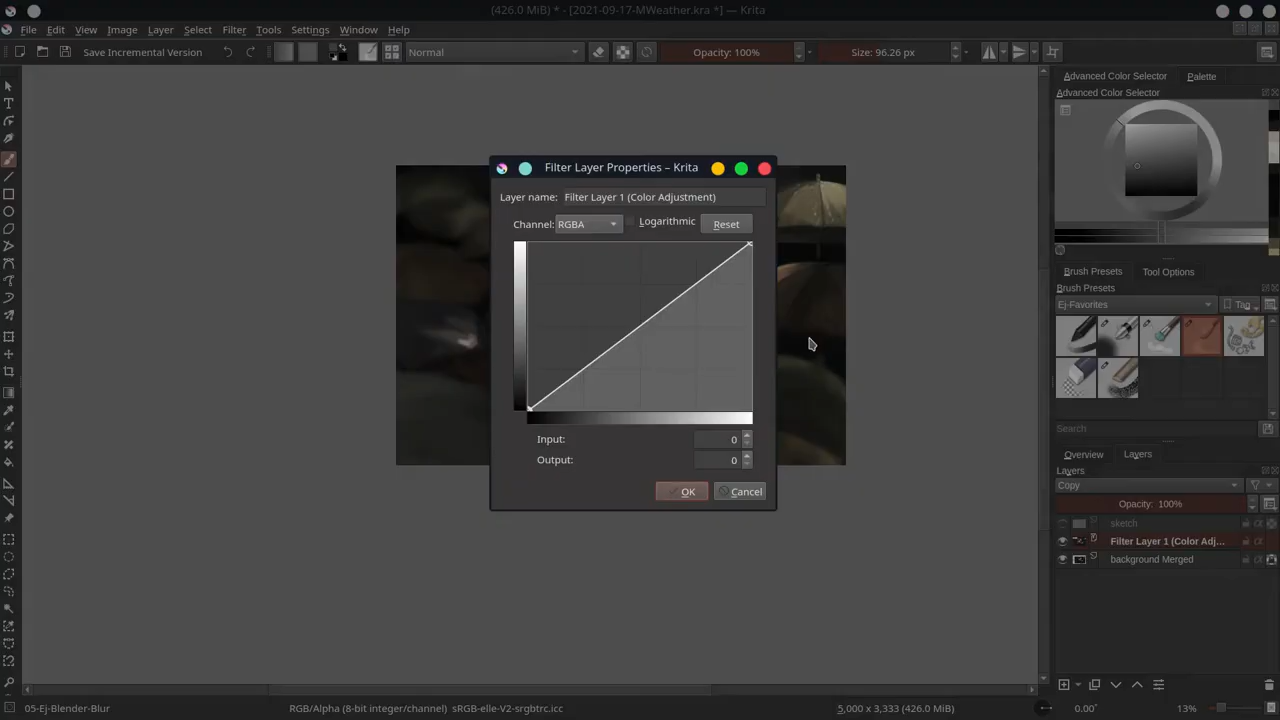 (426.0 MiB) * - [2021-09-17-MWeather.kra *] — Krita
File Edit View Image Layer Select Filter Tools Settings Window Help
Save Incremental Version Normal Opacity: 100% Size: 96.26 px
Advanced Color Selector Palette
Advanced Color Selector
Filter Layer Properties – Krita
Layer name: Filter Layer 1 (Color Adjustment)
Channel: RGBA Logarithmic Reset
Input: 0
Output: 0
OK Cancel
Brush Presets Tool Options
Brush Presets
Ej-Favorites Tag
Search
Overview Layers
Layers
Copy
Opacity: 100%
sketch
Filter Layer 1 (Color Adj...
background Merged
05-Ej-Blender-Blur RGB/Alpha (8-bit integer/channel) sRGB-elle-V2-srgbtrc.icc 5,000 x 3,333 (426.0 MiB) 0.00° 13%